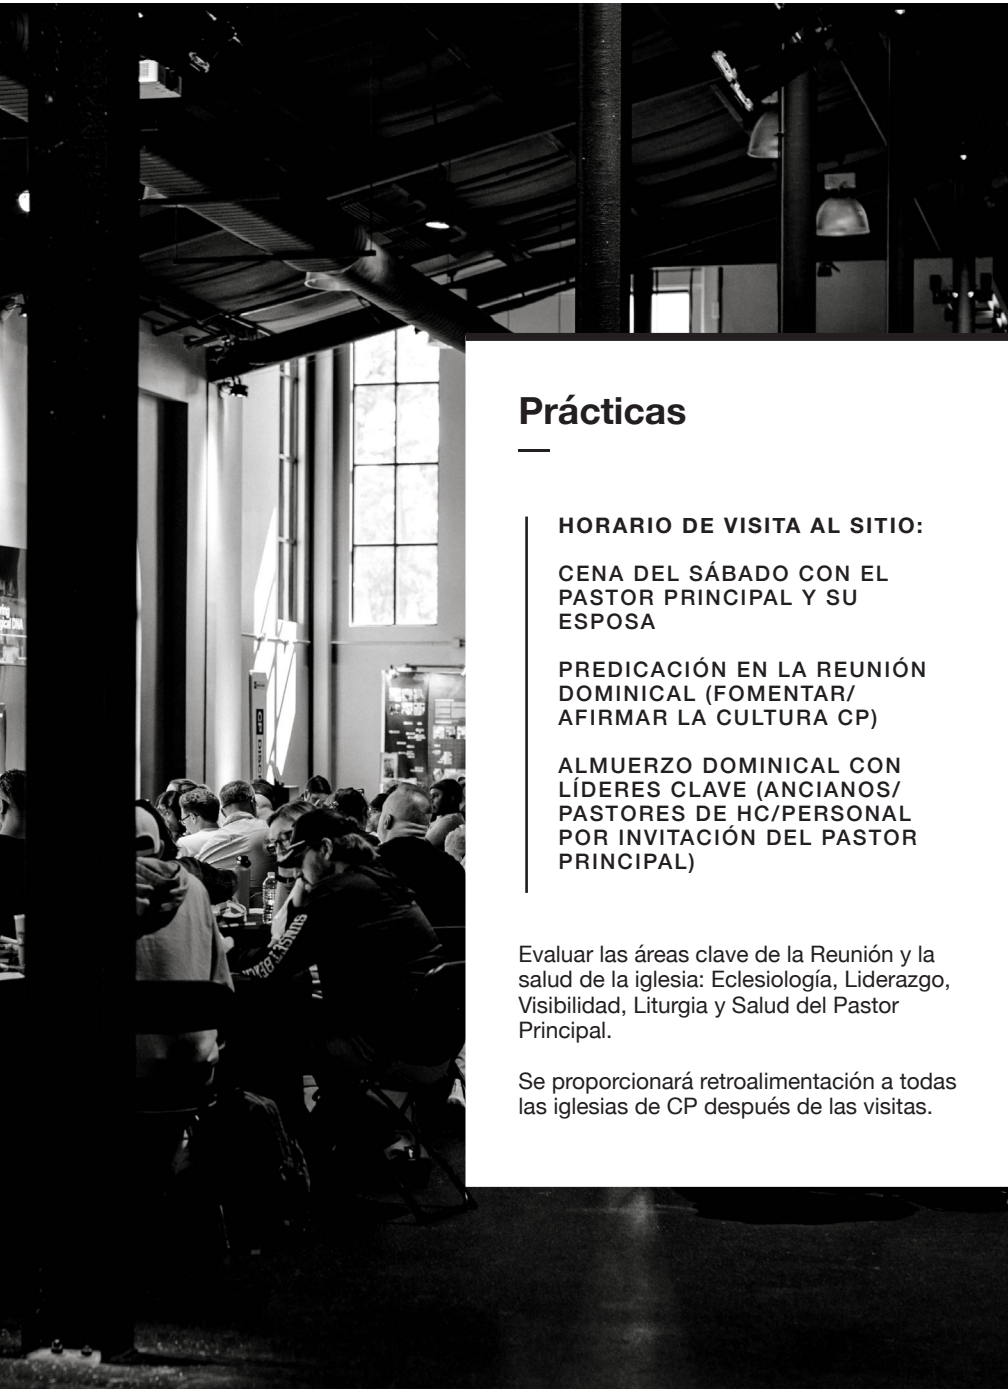 Prácticas
HORARIO DE VISITA AL SITIO:
CENA DEL SÁBADO CON EL
PASTOR PRINCIPAL Y SU
ESPOSA
PREDICACIÓN EN LA REUNIÓN
DOMINICAL (FOMENTAR/
AFIRMAR LA CULTURA CP)
ALMUERZO DOMINICAL CON
LÍDERES CLAVE (ANCIANOS/
PASTORES DE HC/PERSONAL
POR INVITACIÓN DEL PASTOR
PRINCIPAL)
Evaluar las áreas clave de la Reunión y la
salud de la iglesia: Eclesiología, Liderazgo,
Visibilidad, Liturgia y Salud del Pastor
Principal.
Se proporcionará retroalimentación a todas
las iglesias de CP después de las visitas.